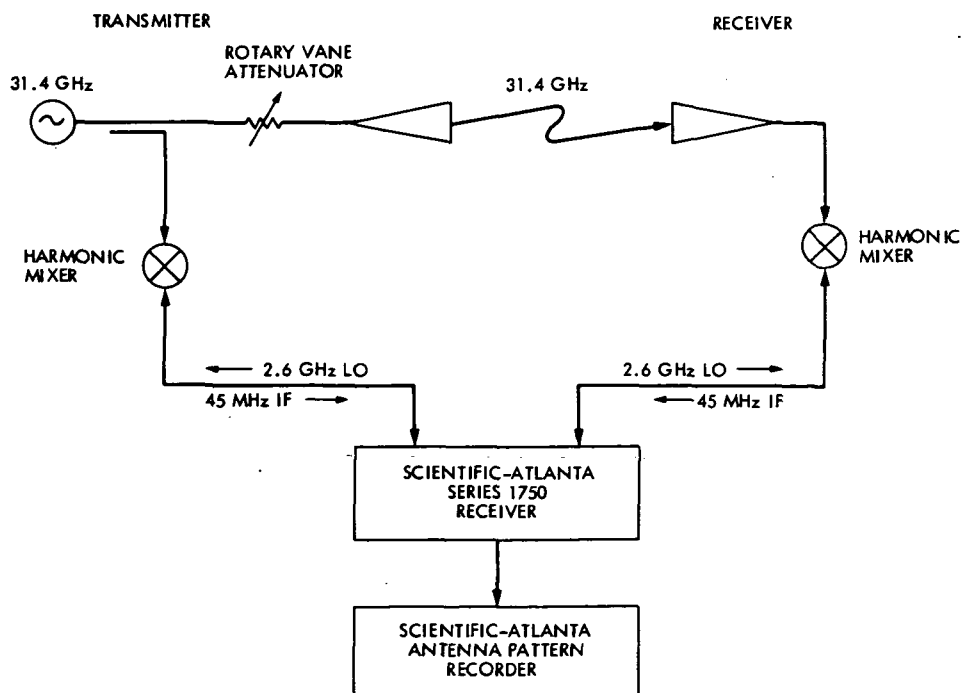 TRANSMITTER
RECEIVER
ROTARY VANE
ATTENUATOR
31.4 GHz
31.4 GHz
HARMONIC
MIXER
HARMONIC
MIXER
2.6 GHz LO
45 MHz IF
2.6 GHz LO
45 MHz IF
SCIENTIFIC-ATLANTA
SERIES 1750
RECEIVER
SCIENTIFIC-ATLANTA
ANTENNA PATTERN
RECORDER